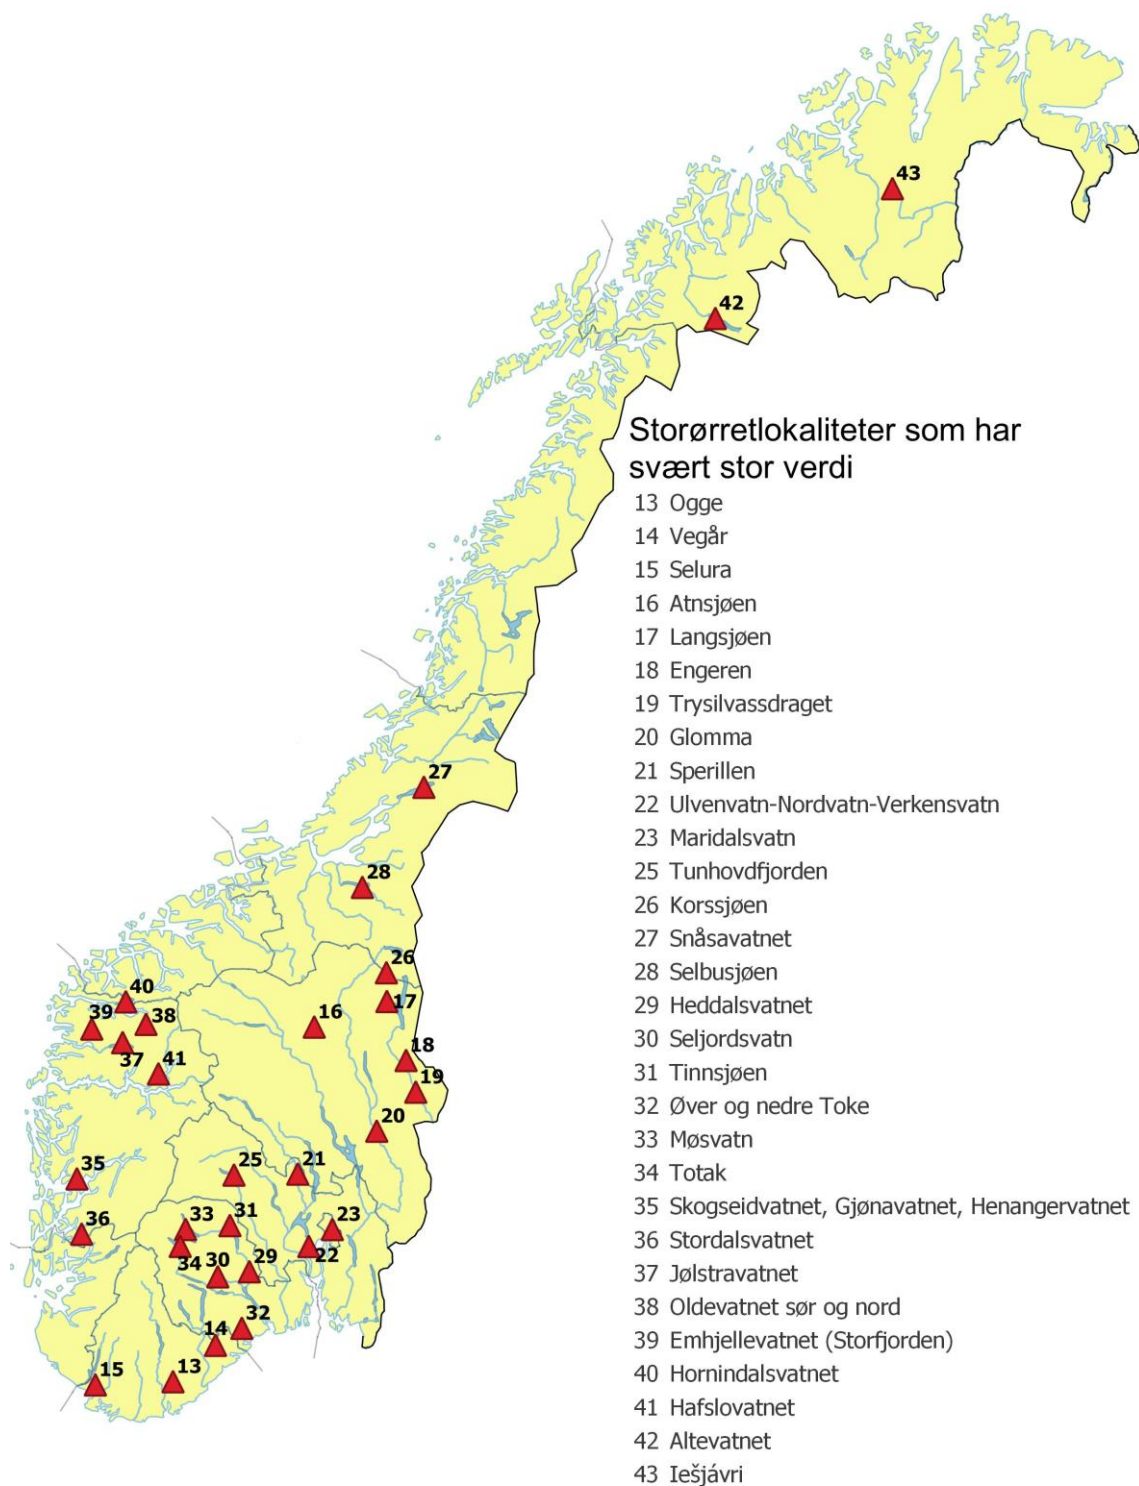 43
42
Storørretlokaliteter som har
svært stor verdi
13 Ogge
14 Vegår
15 Selura
16 Atnsjøen
17 Langsjøen
18 Engeren
19 Trysilvassdraget
20 Glomma
21 Sperillen
22 Ulvenvatn-Nordvatn-Verkensvatn
23 Maridalsvatn
25 Tunhovdfjorden
26 Korssjøen
27 Snåsavatnet
28 Selbusjøen
29 Heddalsvatnet
30 Seljordsvatn
31 Tinnsjøen
32 Øver og nedre Toke
33 Møsvatn
34 Totak
35 Skogseidvatnet, Gjønavatnet, Henangervatnet
36 Stordalsvatnet
37 Jølstravatnet
38 Oldevatnet sør og nord
39 Emhjellevatnet (Storfjorden)
40 Hornindalsvatnet
41 Hafslovatnet
42 Altevatnet
43 Iešjávri
27
28
26
40
17
39
38
16
37
41
18
19
20
35
25
21
36
33
31
23
34
30
29
22
32
14
15
13